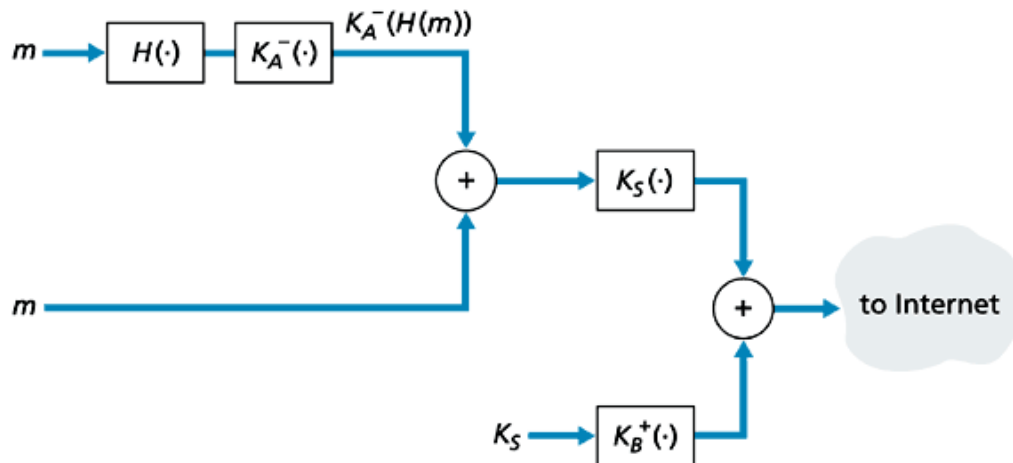 K_A^-(H(m))
m
H(·)
K_A^-(·)
+
K_S(·)
m
+
to Internet
K_S
K_B^+(·)